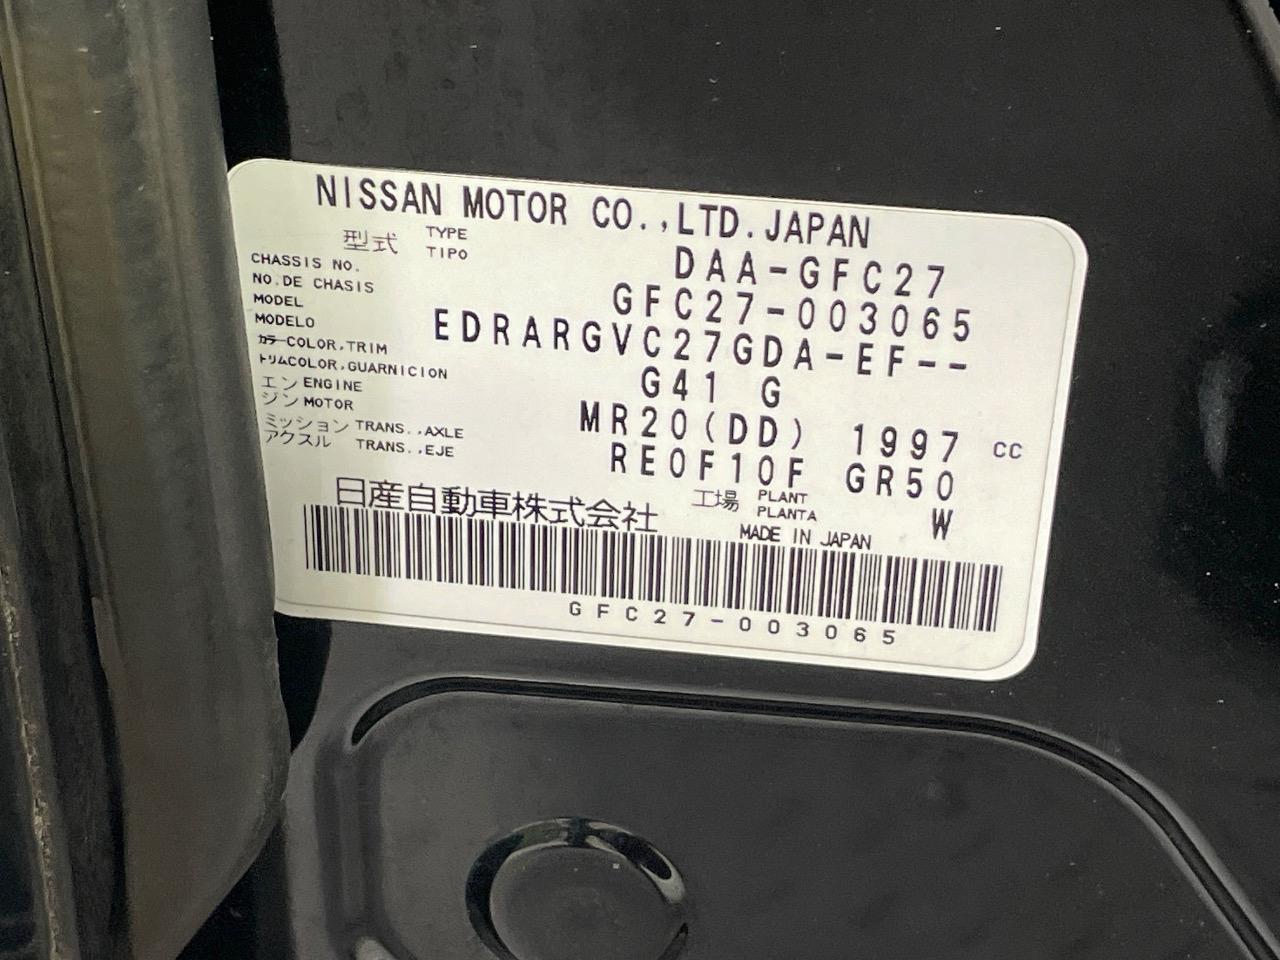 NISSAN MOTOR CO.,LTD.JAPAN
型式 TYPE TIPO DAA-GFC27
CHASSIS NO. NO.DE CHASIS GFC27-003065
MODEL MODELO EDRARGVC27GDA-EF--
カラー COLOR,TRIM トリム COLOR,GUARNICION G41 G
エンジン ENGINE MOTOR MR20(DD) 1997 CC
ミッション TRANS.,AXLE アクスル TRANS.,EJE RE0F10F GR50
日産自動車株式会社 工場 PLANT PLANTA W
MADE IN JAPAN
GFC27-003065